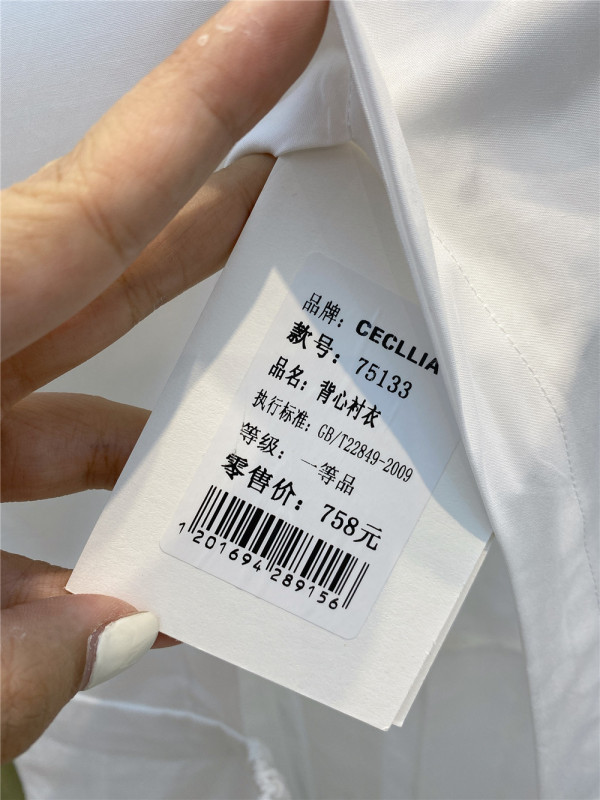 品牌：CECLLIA
款号：75133
品名：背心衬衣
执行标准：GB/T22849-2009
等级：一等品
零售价：758元
1201694289156